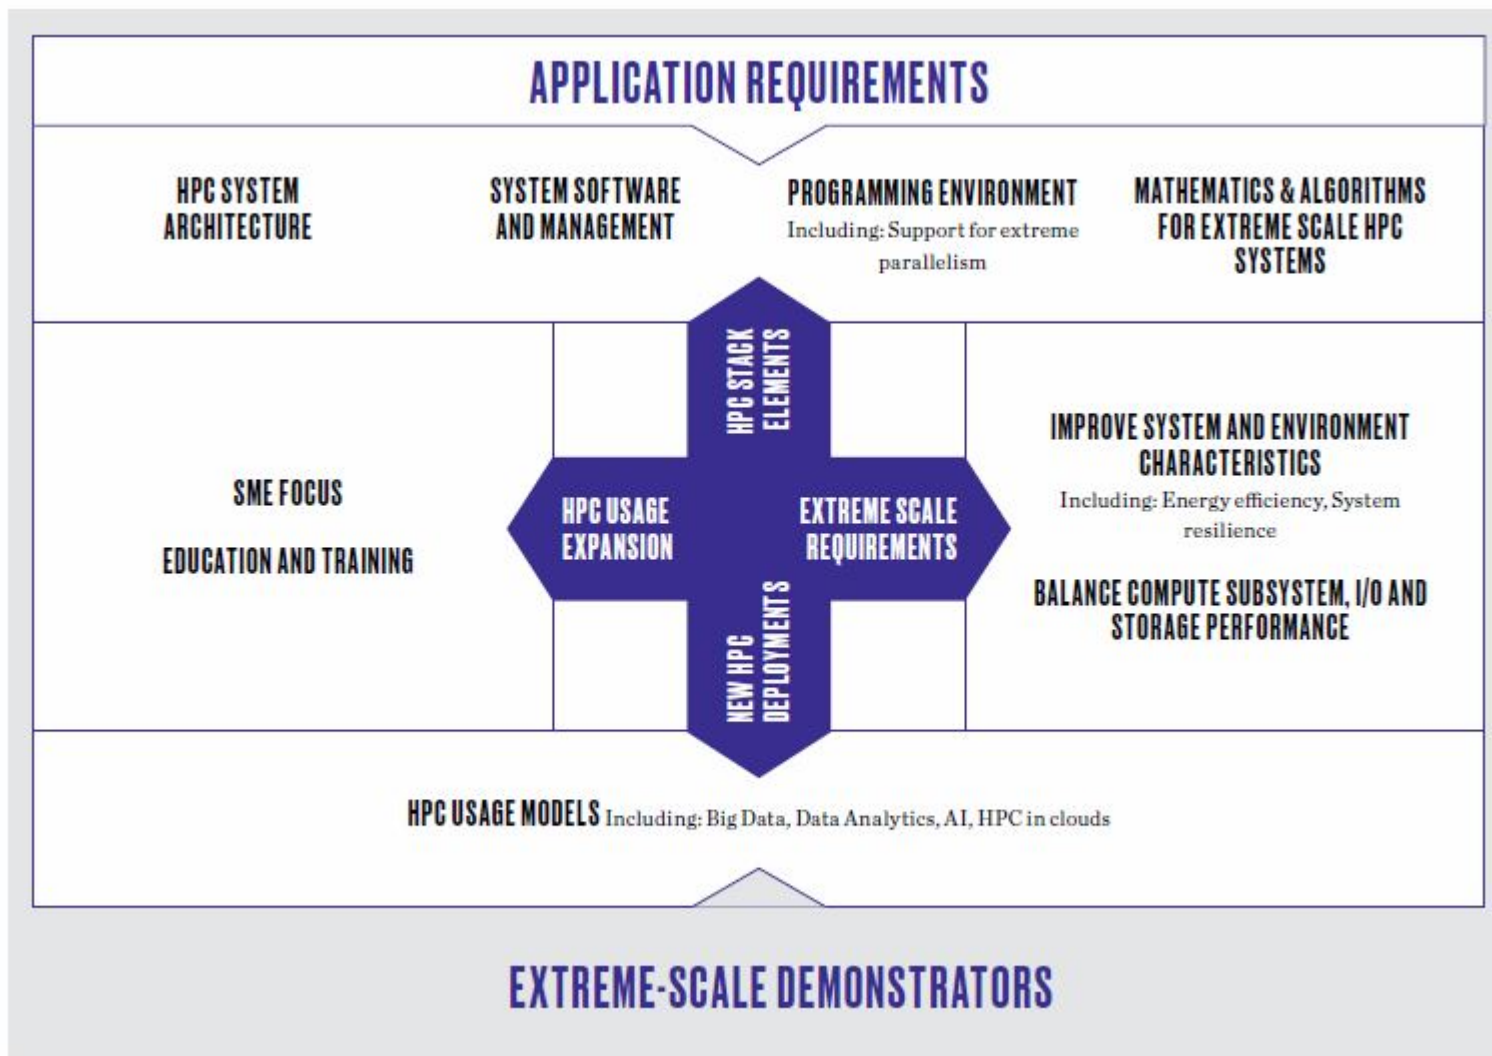 APPLICATION REQUIREMENTS
HPC SYSTEM
ARCHITECTURE
SYSTEM SOFTWARE
AND MANAGEMENT
PROGRAMMING ENVIRONMENT
Including: Support for extreme
parallelism
MATHEMATICS & ALGORITHMS
FOR EXTREME SCALE HPC
SYSTEMS
HPC STACK
ELEMENTS
SME FOCUS
EDUCATION AND TRAINING
HPC USAGE
EXPANSION
EXTREME SCALE
REQUIREMENTS
IMPROVE SYSTEM AND ENVIRONMENT
CHARACTERISTICS
Including: Energy efficiency, System
resilience
BALANCE COMPUTE SUBSYSTEM, I/O AND
STORAGE PERFORMANCE
NEW HPC
DEPLOYMENTS
HPC USAGE MODELS Including: Big Data, Data Analytics, AI, HPC in clouds
EXTREME-SCALE DEMONSTRATORS